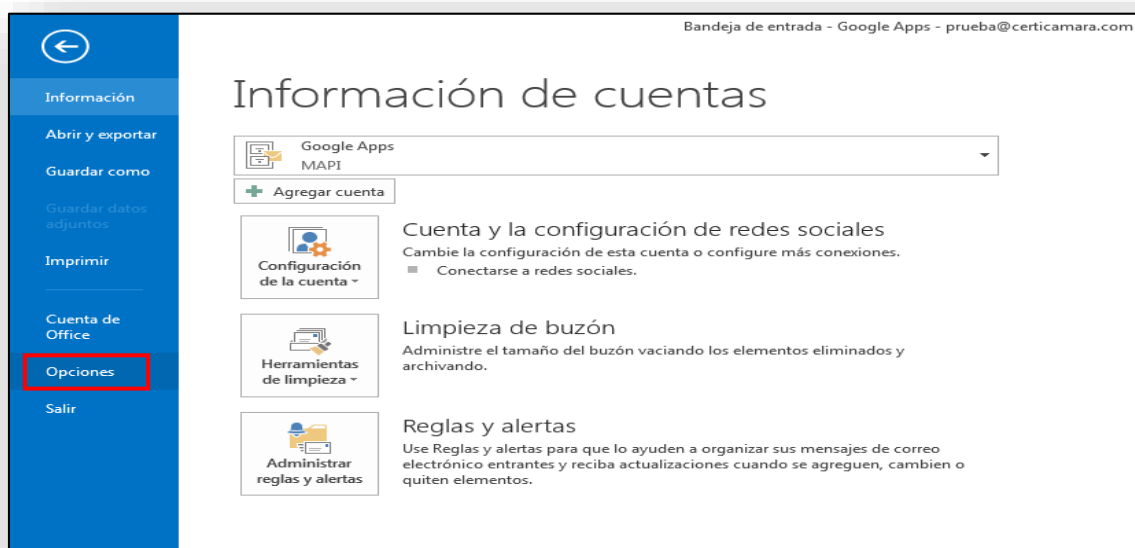 Bandeja de entrada - Google Apps - prueba@certicamara.com
Información
Abrir y exportar
Guardar como
Guardar datos
adjuntos
Imprimir
Cuenta de
Office
Opciones
Salir
Información de cuentas
Google Apps
MAPI
Agregar cuenta
Configuración
de la cuenta
Cuenta y la configuración de redes sociales
Cambie la configuración de esta cuenta o configure más conexiones.
Conectarse a redes sociales.
Herramientas
de limpieza
Limpieza de buzón
Administre el tamaño del buzón vaciando los elementos eliminados y
archivando.
Administrar
reglas y alertas
Reglas y alertas
Use Reglas y alertas para que lo ayuden a organizar sus mensajes de correo
electrónico entrantes y reciba actualizaciones cuando se agreguen, cambien o
quiten elementos.